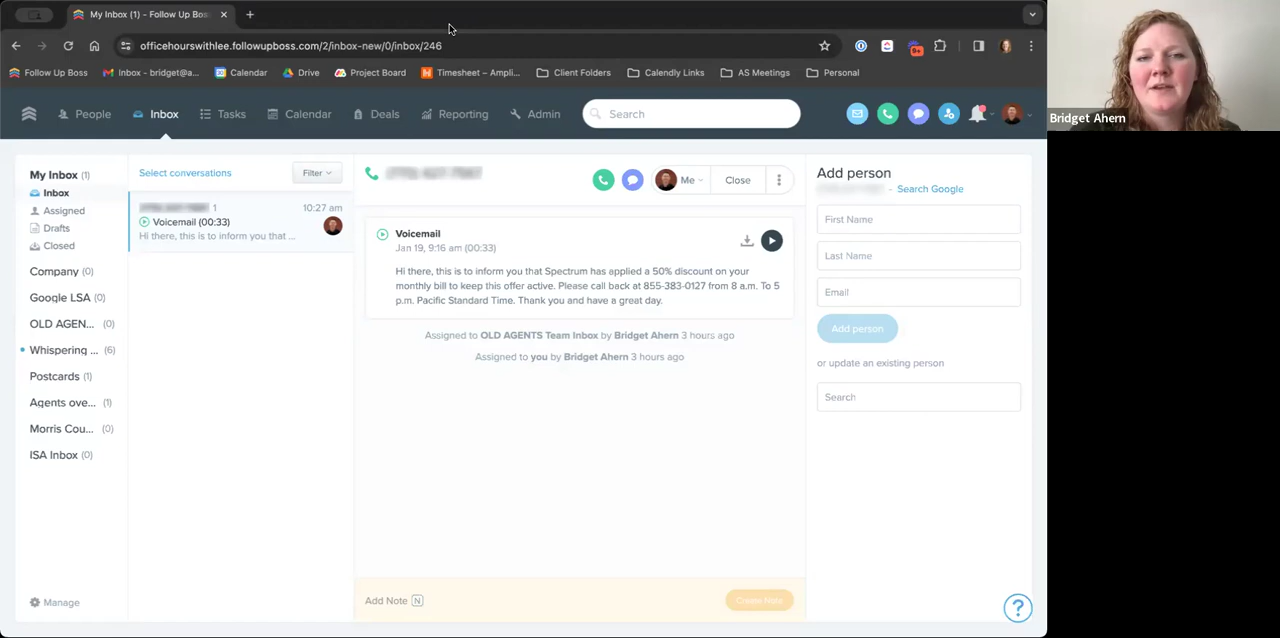 My Inbox (1) - Follow Up Bos
officehourswithlee.followupboss.com/2/inbox-new/0/inbox/246
Follow Up Boss
Inbox - bridget@a...
Calendar
Drive
Project Board
Timesheet – Ampli...
Client Folders
Calendly Links
AS Meetings
Personal
9+
People
Inbox
Tasks
Calendar
Deals
Reporting
Admin
Search
Bridget Ahern
My Inbox (1)
Inbox
Assigned
Drafts
Closed
Company (0)
Google LSA (0)
OLD AGEN... (0)
Whispering ... (6)
Postcards (1)
Agents ove... (1)
Morris Cou... (0)
ISA Inbox (0)
Manage
Select conversations
Filter
1
10:27 am
Voicemail (00:33)
Hi there, this is to inform you that ...
Me
Close
Voicemail
Jan 19, 9:16 am (00:33)
Hi there, this is to inform you that Spectrum has applied a 50% discount on your
monthly bill to keep this offer active. Please call back at 855-383-0127 from 8 a.m. To 5
p.m. Pacific Standard Time. Thank you and have a great day.
Assigned to OLD AGENTS Team Inbox by Bridget Ahern 3 hours ago
Assigned to you by Bridget Ahern 3 hours ago
Add Note N
Create Note
Add person
- Search Google
First Name
Last Name
Email
Add person
or update an existing person
Search
?